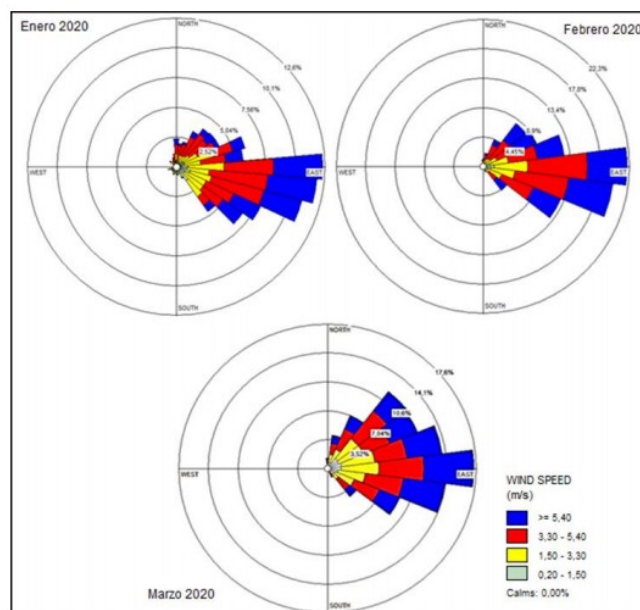 Enero 2020
NORTH
12,6%
10,1%
7,56%
5,04%
2,52%
WEST
EAST
SOUTH
Febrero 2020
NORTH
22,3%
17,8%
13,4%
8,9%
4,45%
WEST
EAST
SOUTH
NORTH
17,6%
14,1%
10,6%
7,04%
3,52%
WEST
EAST
SOUTH
Marzo 2020
WIND SPEED
(m/s)
>= 5,40
3,30 - 5,40
1,50 - 3,30
0,20 - 1,50
Calms: 0,00%